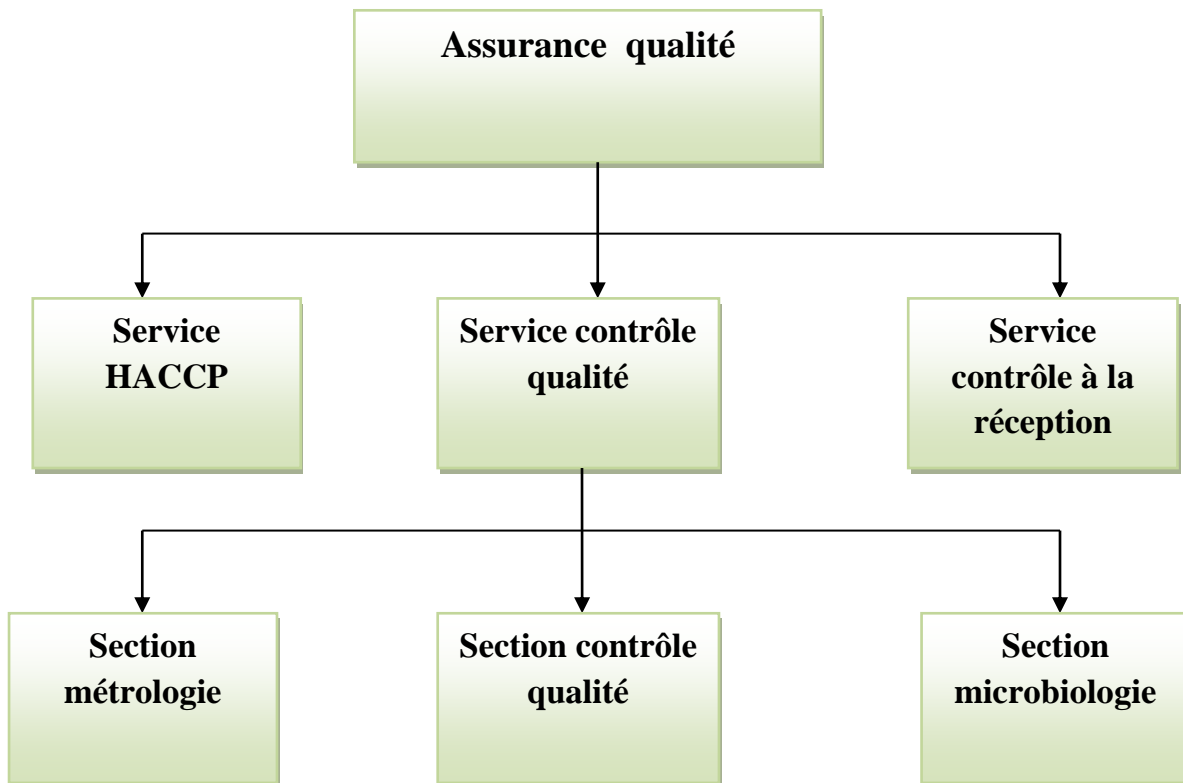 Assurance qualité
Service
HACCP
Service contrôle
qualité
Service
contrôle à la
réception
Section
métrologie
Section contrôle
qualité
Section
microbiologie